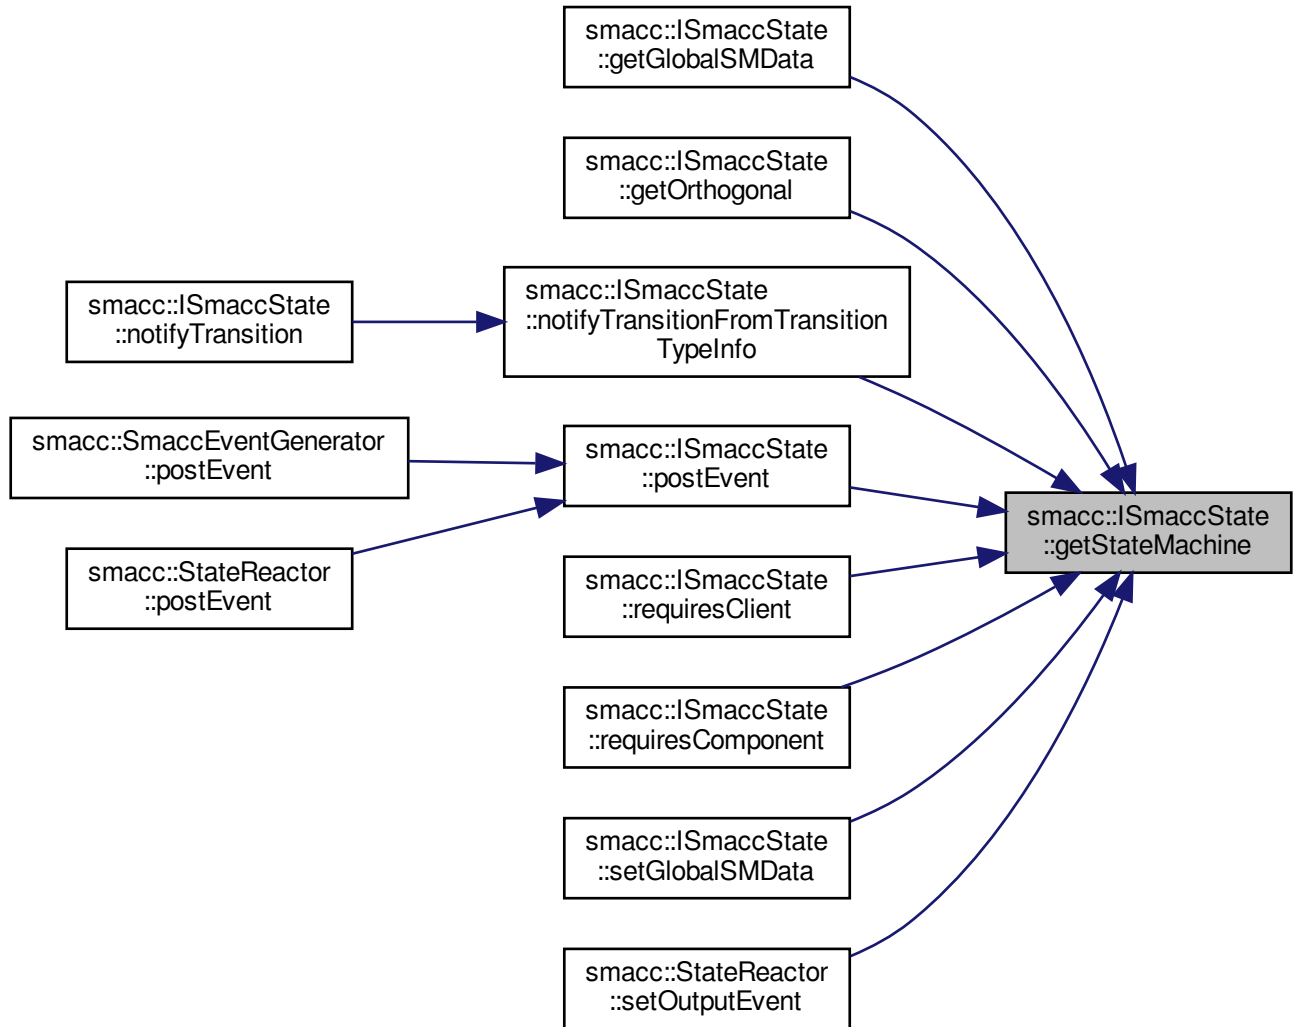 smacc::ISmaccState
::getGlobalSMData
smacc::ISmaccState
::getOrthogonal
smacc::ISmaccState
::notifyTransition
smacc::ISmaccState
::notifyTransitionFromTransition
TypeInfo
smacc::SmaccEventGenerator
::postEvent
smacc::ISmaccState
::postEvent
smacc::ISmaccState
::getStateMachine
smacc::StateReactor
::postEvent
smacc::ISmaccState
::requiresClient
smacc::ISmaccState
::requiresComponent
smacc::ISmaccState
::setGlobalSMData
smacc::StateReactor
::setOutputEvent